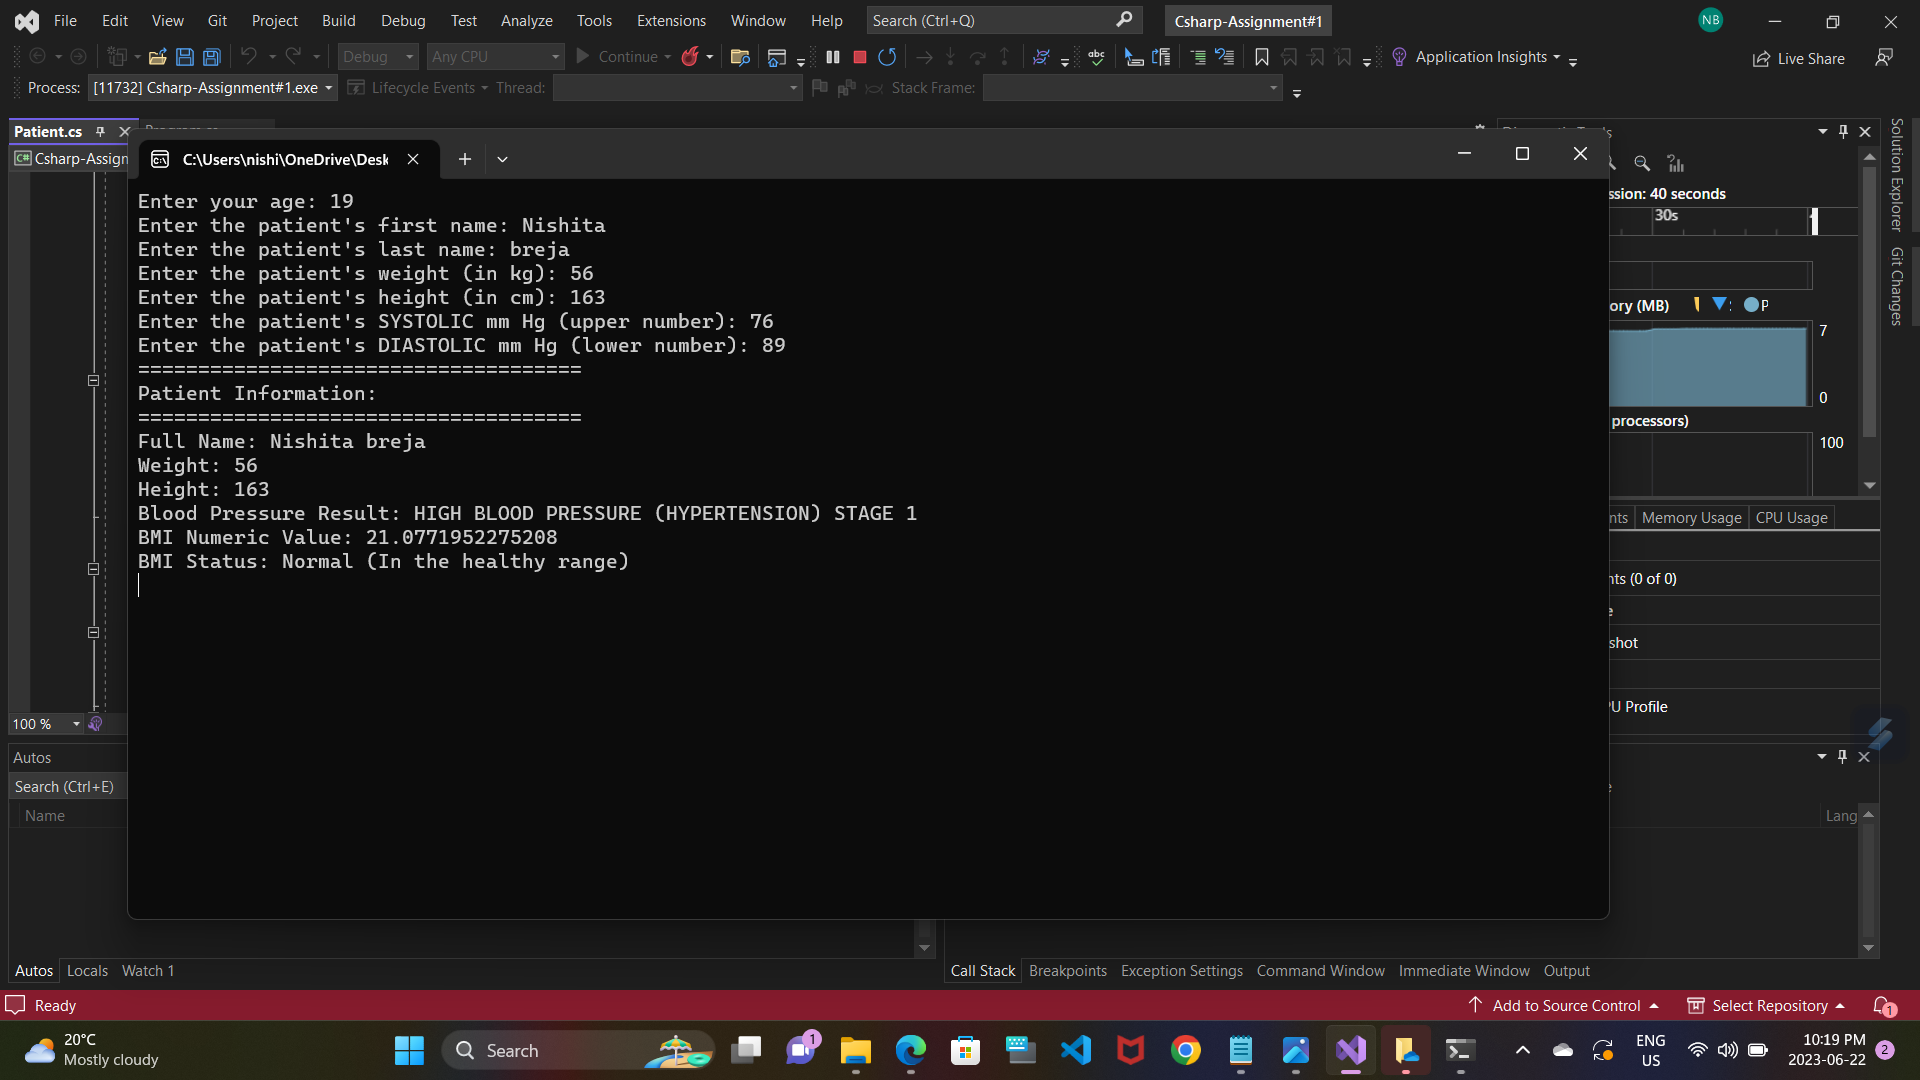 File Edit View Git Project Build Debug Test Analyze Tools Extensions Window Help Search (Ctrl+Q) Csharp-Assignment#1 NB
Debug Any CPU Continue abc Application Insights Live Share
Process: [11732] Csharp-Assignment#1.exe Lifecycle Events Thread: Stack Frame:
Patient.cs
Csharp-Assign
C:\Users\nishi\OneDrive\Desk
Enter your age: 19
Enter the patient's first name: Nishita
Enter the patient's last name: breja
Enter the patient's weight (in kg): 56
Enter the patient's height (in cm): 163
Enter the patient's SYSTOLIC mm Hg (upper number): 76
Enter the patient's DIASTOLIC mm Hg (lower number): 89
=====================================
Patient Information:
=====================================
Full Name: Nishita breja
Weight: 56
Height: 163
Blood Pressure Result: HIGH BLOOD PRESSURE (HYPERTENSION) STAGE 1
BMI Numeric Value: 21.0771952275208
BMI Status: Normal (In the healthy range)
ssion: 40 seconds
30s
ory (MB) P
7
0
processors)
100
nts Memory Usage CPU Usage
nts (0 of 0)
e
shot
PU Profile
Solution Explorer
Git Changes
100 %
Autos
Search (Ctrl+E)
Name
Lang
Autos Locals Watch 1
Call Stack Breakpoints Exception Settings Command Window Immediate Window Output
Ready
Add to Source Control Select Repository 1
20°C
Mostly cloudy
Search
1
ENG
US
10:19 PM
2023-06-22
2